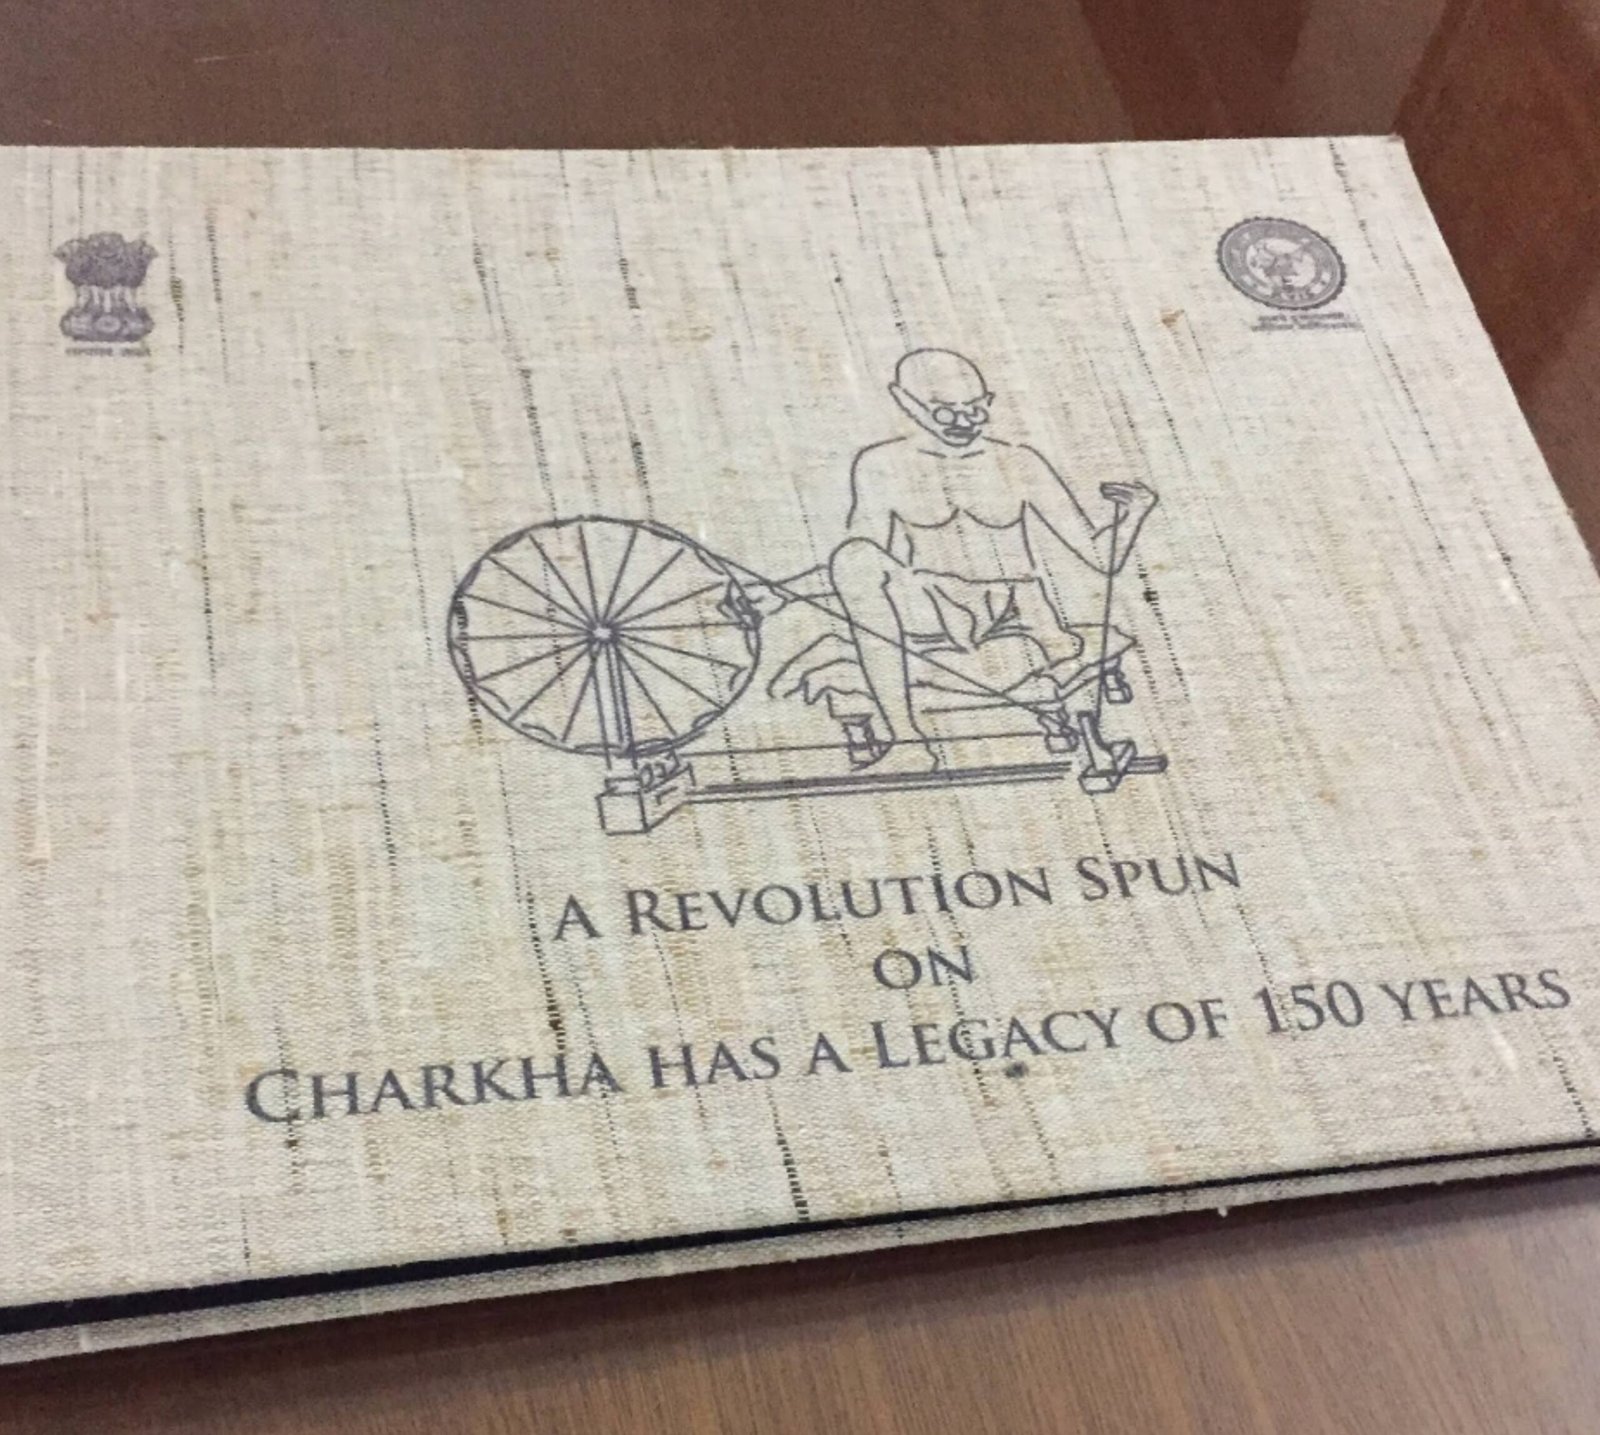 A REVOLUTION SPUN
ON
CHARKHA HAS A LEGACY OF 150 YEARS